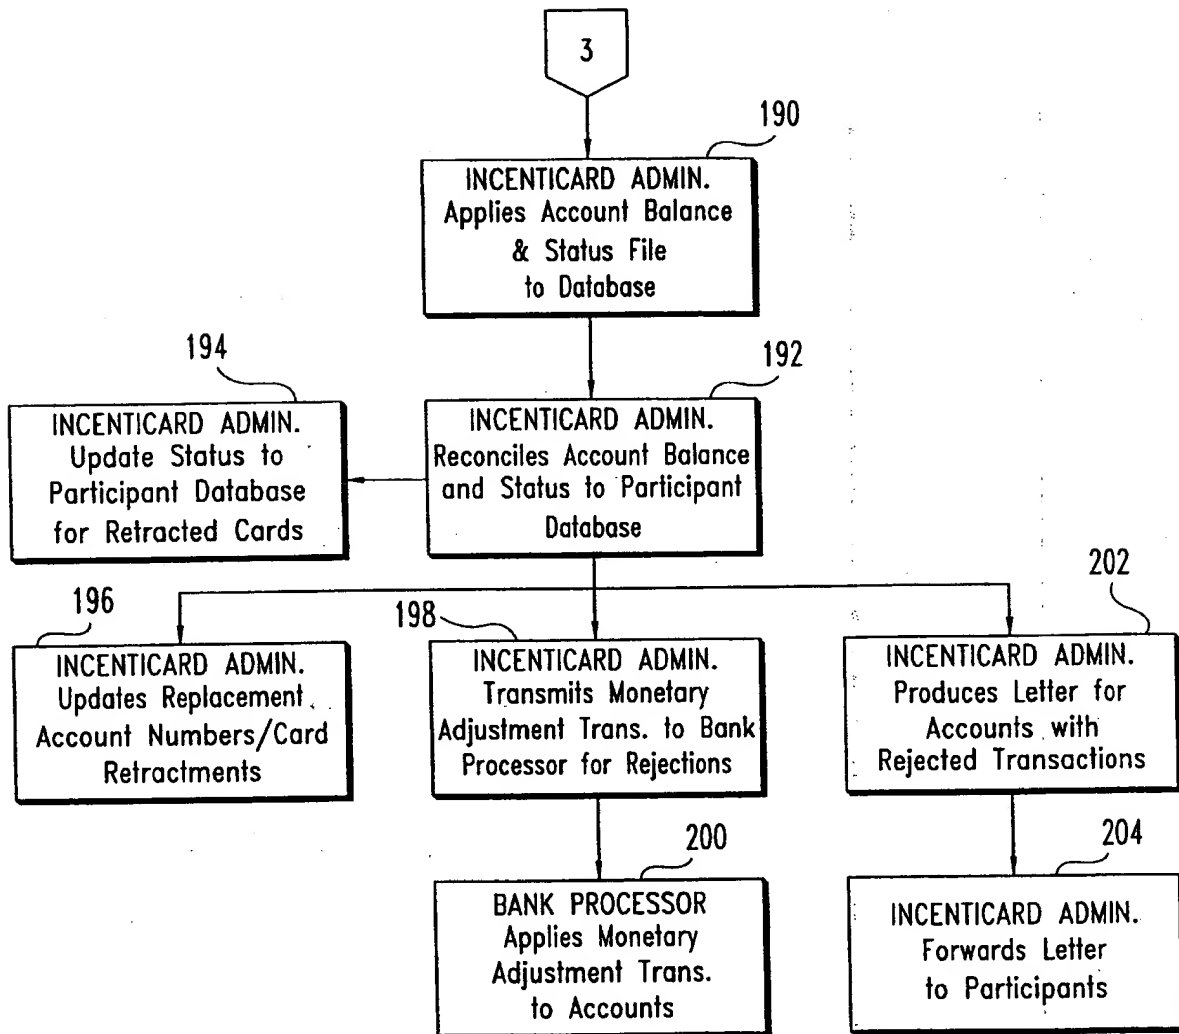 3
190
INCENTICARD ADMIN.
Applies Account Balance
& Status File
to Database
194
INCENTICARD ADMIN.
Update Status to
Participant Database
for Retracted Cards
192
INCENTICARD ADMIN.
Reconciles Account Balance
and Status to Participant
Database
196
INCENTICARD ADMIN.
Updates Replacement
Account Numbers/Card
Retractments
198
INCENTICARD ADMIN.
Transmits Monetary
Adjustment Trans. to Bank
Processor for Rejections
202
INCENTICARD ADMIN.
Produces Letter for
Accounts with
Rejected Transactions
200
BANK PROCESSOR
Applies Monetary
Adjustment Trans.
to Accounts
204
INCENTICARD ADMIN.
Forwards Letter
to Participants